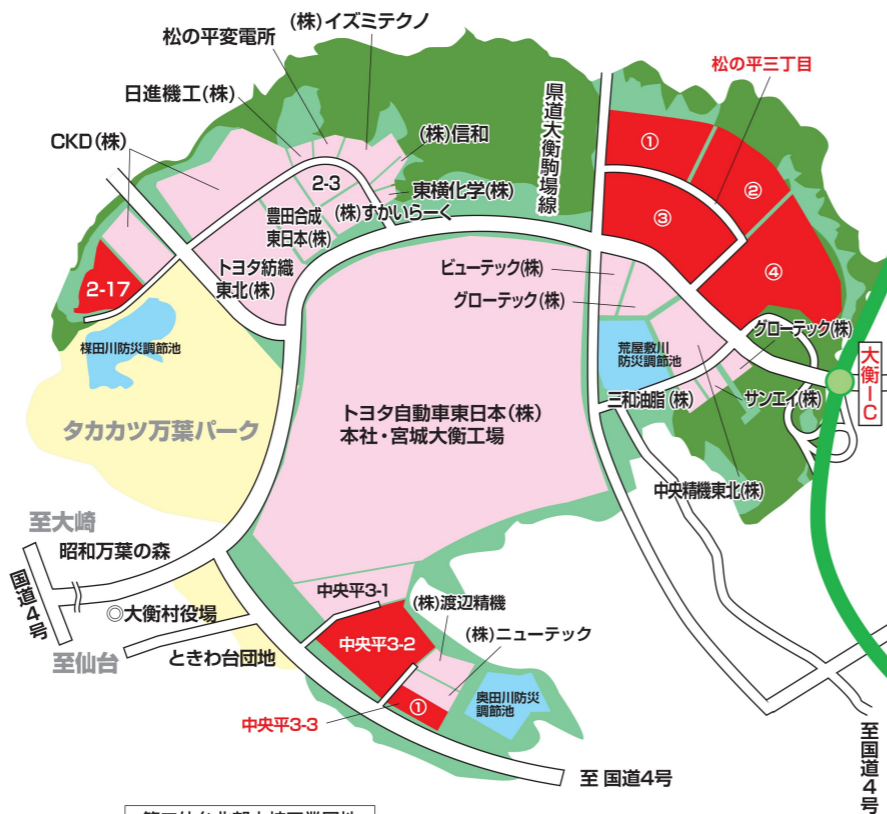 (株)イズミテクノ
松の平変電所
日進機工(株)
CKD(株)
(株)信和
2-3
東横化学(株)
(株)すかいらーく
豊田合成
東日本(株)
トヨタ紡織
東北(株)
2-17
楳田川防災調節池
タカカツ万葉パーク
県道大衡駒場線
松の平三丁目
①
②
③
④
ビューテック(株)
グローテック(株)
荒屋敷川
防災調節池
グローテック(株)
三和油脂(株)
サンエイ(株)
大衡IC
中央精機東北(株)
トヨタ自動車東日本(株)
本社・宮城大衡工場
至大崎
昭和万葉の森
国道4号
◎大衡村役場
至仙台
ときわ台団地
中央平3-1
(株)渡辺精機
中央平3-2
(株)ニューテック
①
中央平3-3
奥田川防災
調節池
至 国道4号
至国道4号